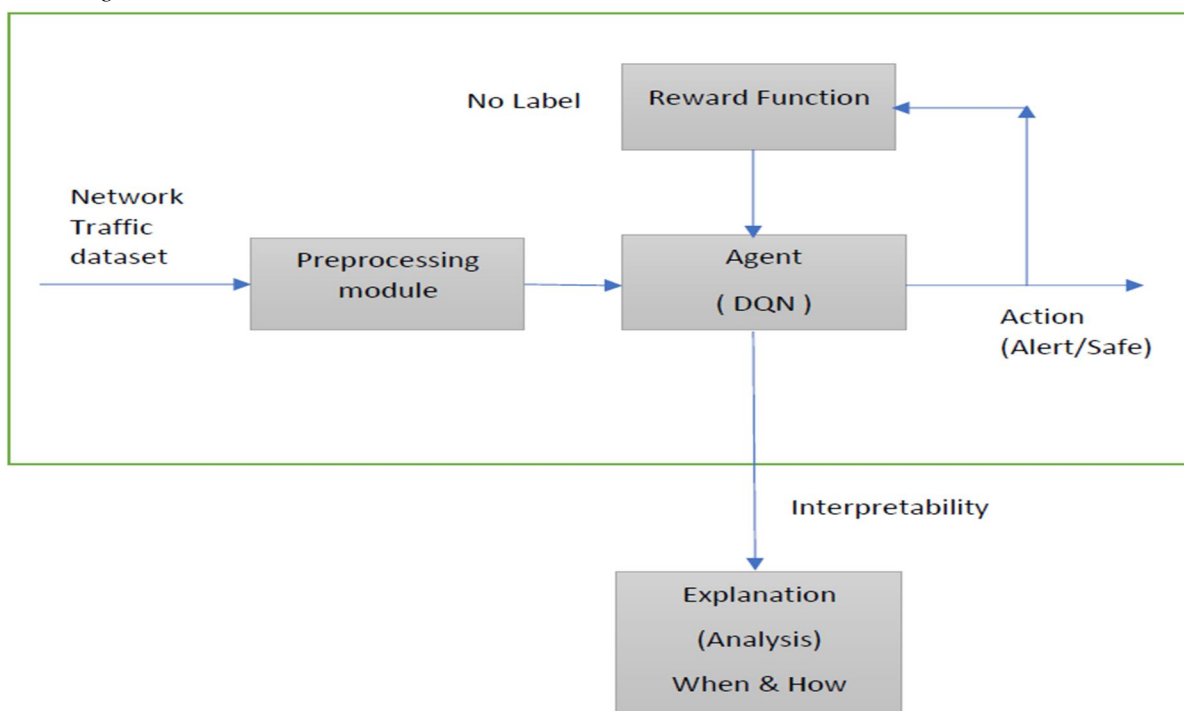 No Label
Reward Function
Network
Traffic
dataset
Preprocessing
module
Agent
( DQN )
Action
(Alert/Safe)
Interpretability
Explanation
(Analysis)
When & How